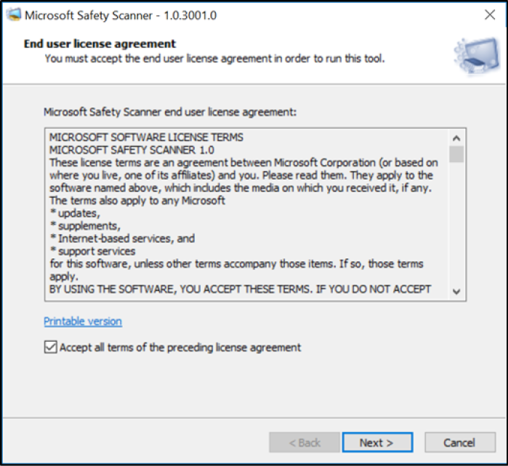 Microsoft Safety Scanner - 1.0.3001.0
End user license agreement
You must accept the end user license agreement in order to run this tool.
Microsoft Safety Scanner end user license agreement:
MICROSOFT SOFTWARE LICENSE TERMS
MICROSOFT SAFETY SCANNER 1.0
These license terms are an agreement between Microsoft Corporation (or based on
where you live, one of its affiliates) and you. Please read them. They apply to the
software named above, which includes the media on which you received it, if any.
The terms also apply to any Microsoft
* updates,
* supplements,
* Internet-based services, and
* support services
for this software, unless other terms accompany those items. If so, those terms
apply.
BY USING THE SOFTWARE, YOU ACCEPT THESE TERMS. IF YOU DO NOT ACCEPT
Printable version
Accept all terms of the preceding license agreement
< Back
Next >
Cancel